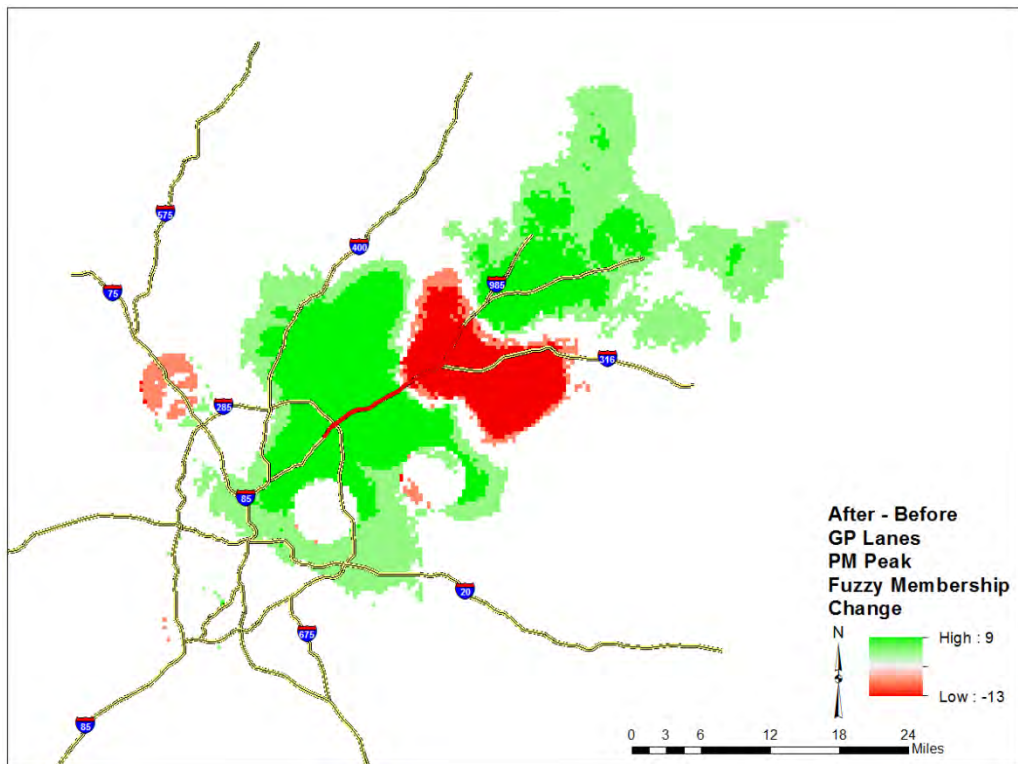 575
400
75
985
316
285
85
20
675
85
After - Before
GP Lanes
PM Peak
Fuzzy Membership
Change
N
High : 9
Low : -13
0 3 6 12 18 24
Miles